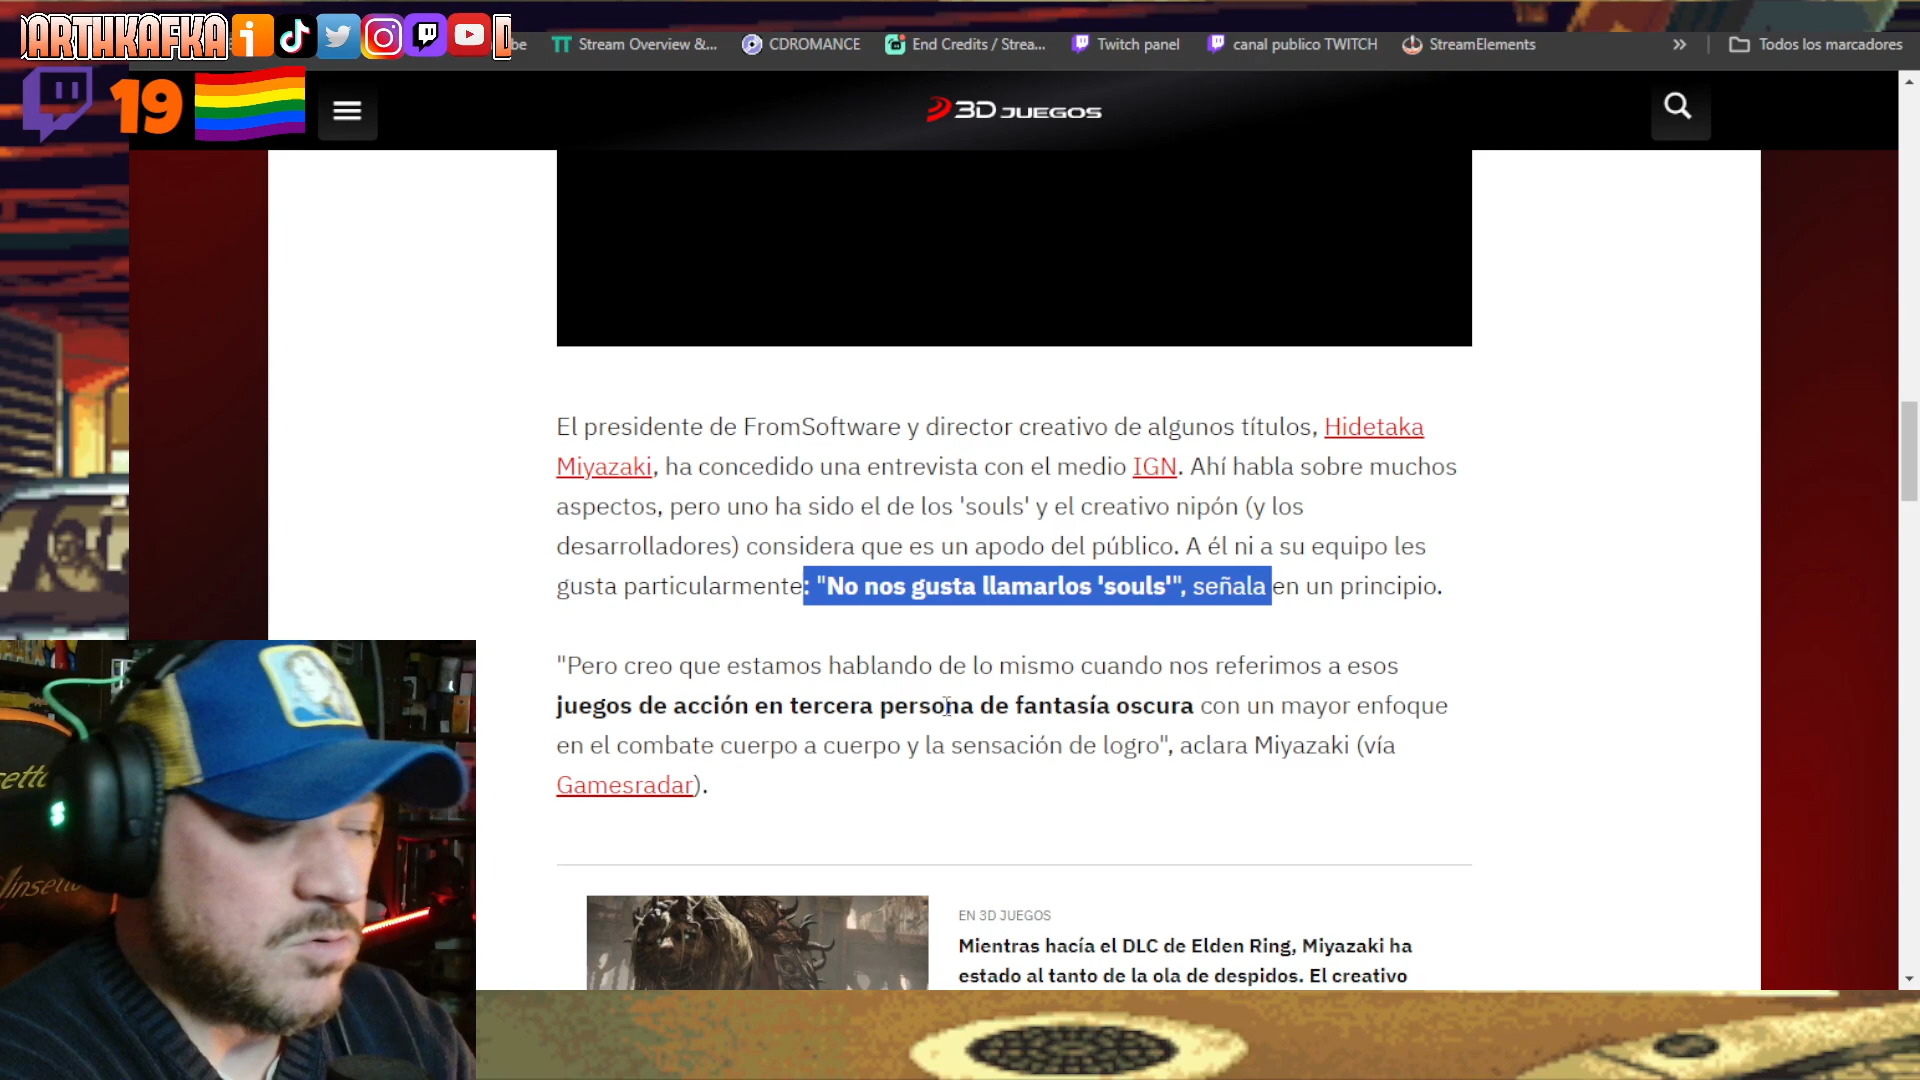 DARTHKAFKA
be
Stream Overview &...
CDROMANCE
End Credits / Strea...
Twitch panel
canal publico TWITCH
StreamElements
»
Todos los marcadores
19
3D JUEGOS
El presidente de FromSoftware y director creativo de algunos títulos, Hidetaka
Miyazaki, ha concedido una entrevista con el medio IGN. Ahí habla sobre muchos
aspectos, pero uno ha sido el de los 'souls' y el creativo nipón (y los
desarrolladores) considera que es un apodo del público. A él ni a su equipo les
gusta particularmente: "No nos gusta llamarlos 'souls'", señala en un principio.
"Pero creo que estamos hablando de lo mismo cuando nos referimos a esos
juegos de acción en tercera persona de fantasía oscura con un mayor enfoque
en el combate cuerpo a cuerpo y la sensación de logro", aclara Miyazaki (vía
Gamesradar).
EN 3D JUEGOS
Mientras hacía el DLC de Elden Ring, Miyazaki ha
estado al tanto de la ola de despidos. El creativo